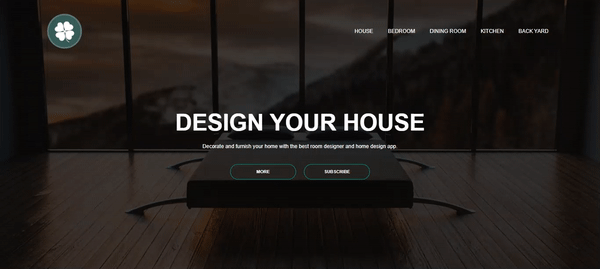 HOUSE BEDROOM DINING ROOM KITCHEN BACK YARD
DESIGN YOUR HOUSE
Decorate and furnish your home with the best room designer and home design app.
MORE SUBSCRIBE